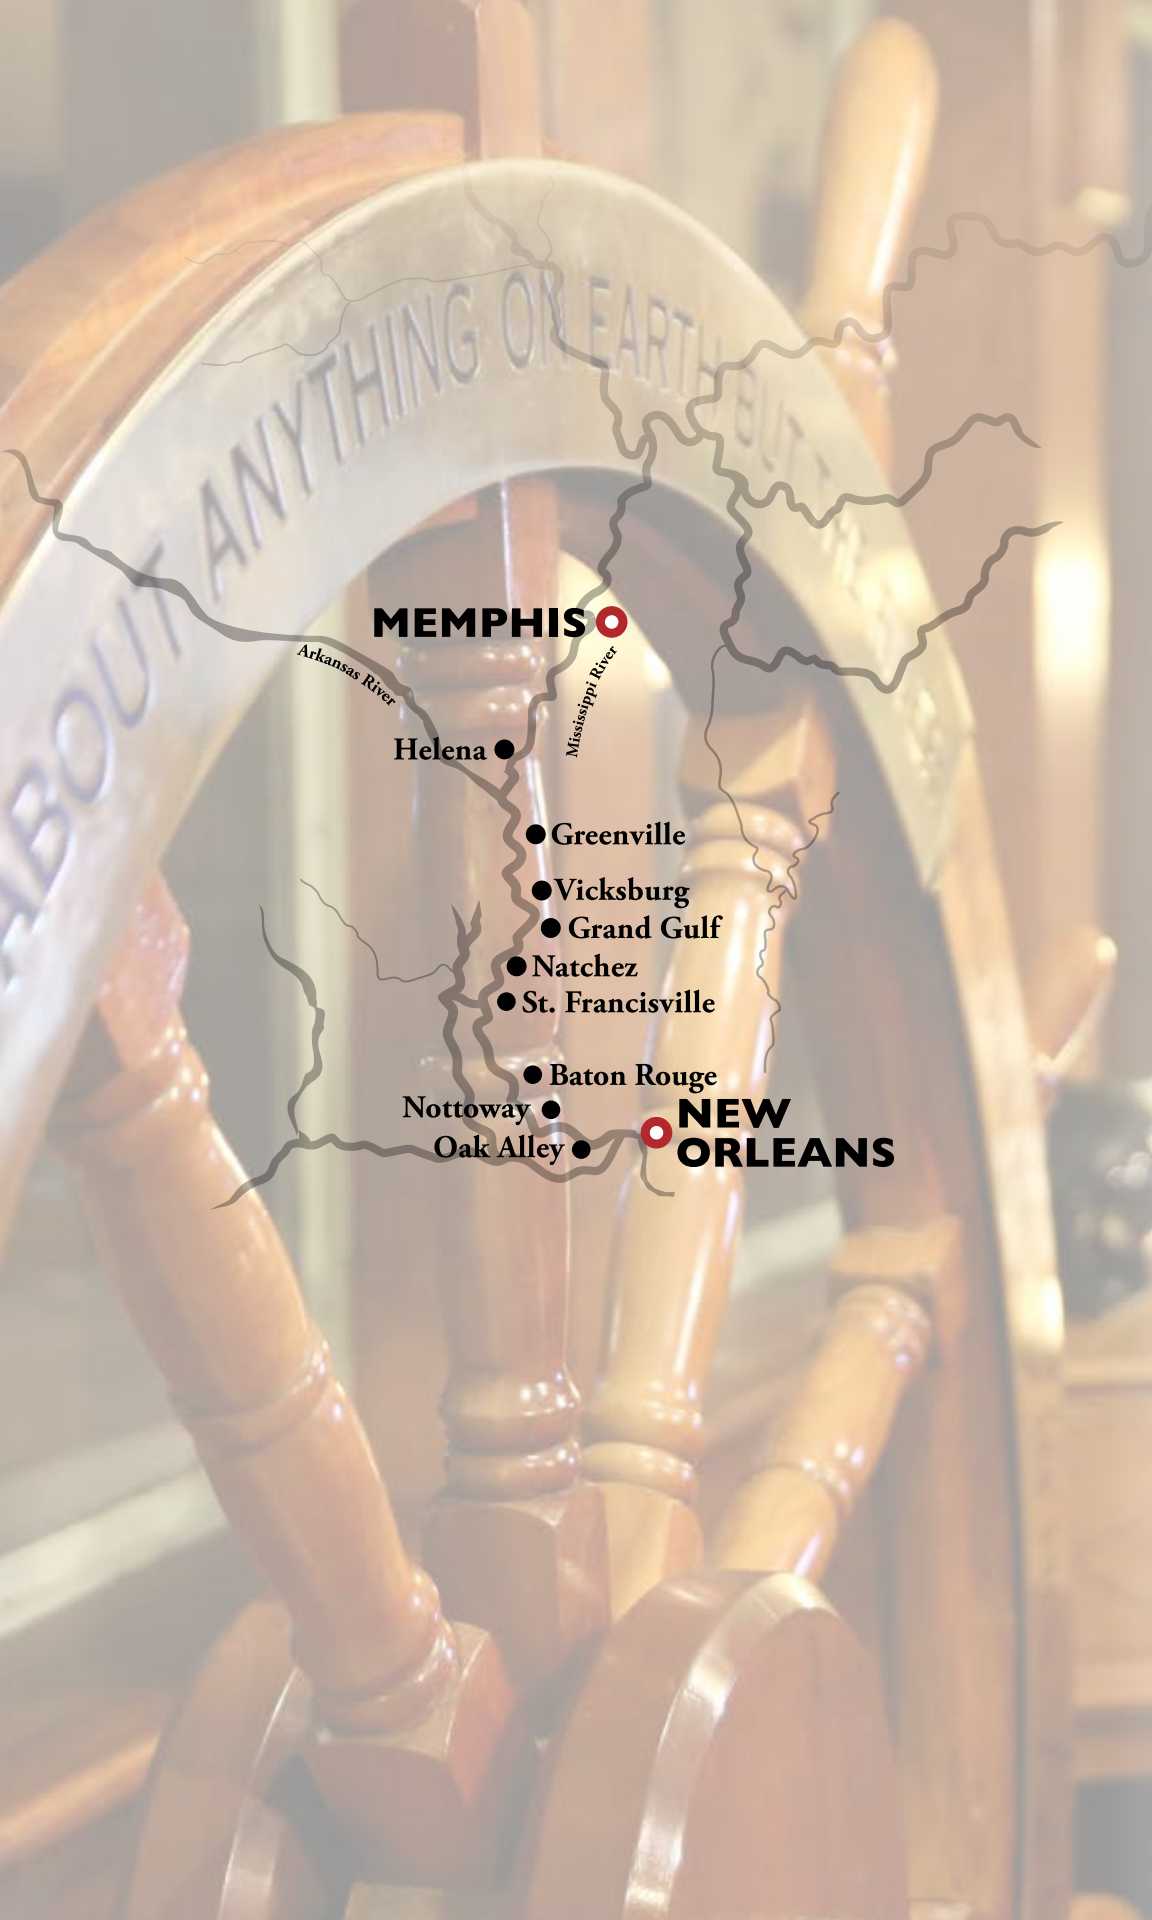 ABOUT ANYTHING ON EARTH BUT
MEMPHIS
Arkansas River
Mississippi River
Helena
Greenville
Vicksburg
Grand Gulf
Natchez
St. Francisville
Baton Rouge
Nottoway
NEW
ORLEANS
Oak Alley